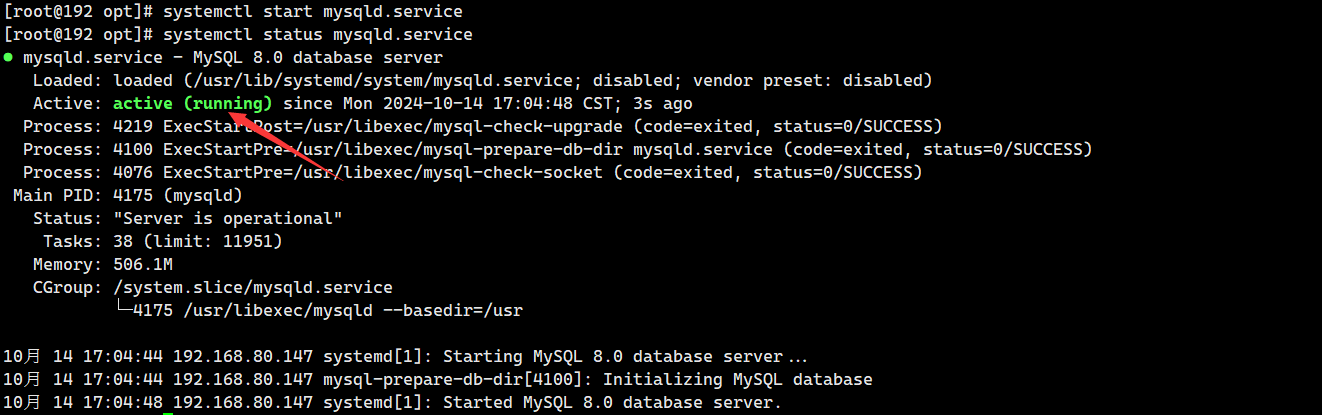 [root@192 opt]# systemctl start mysqld.service
[root@192 opt]# systemctl status mysqld.service
● mysqld.service - MySQL 8.0 database server
   Loaded: loaded (/usr/lib/systemd/system/mysqld.service; disabled; vendor preset: disabled)
   Active: active (running) since Mon 2024-10-14 17:04:48 CST; 3s ago
  Process: 4219 ExecStartPost=/usr/libexec/mysql-check-upgrade (code=exited, status=0/SUCCESS)
  Process: 4100 ExecStartPre=/usr/libexec/mysql-prepare-db-dir mysqld.service (code=exited, status=0/SUCCESS)
  Process: 4076 ExecStartPre=/usr/libexec/mysql-check-socket (code=exited, status=0/SUCCESS)
 Main PID: 4175 (mysqld)
   Status: "Server is operational"
    Tasks: 38 (limit: 11951)
   Memory: 506.1M
   CGroup: /system.slice/mysqld.service
           └─4175 /usr/libexec/mysqld --basedir=/usr

10月 14 17:04:44 192.168.80.147 systemd[1]: Starting MySQL 8.0 database server...
10月 14 17:04:44 192.168.80.147 mysql-prepare-db-dir[4100]: Initializing MySQL database
10月 14 17:04:48 192.168.80.147 systemd[1]: Started MySQL 8.0 database server.